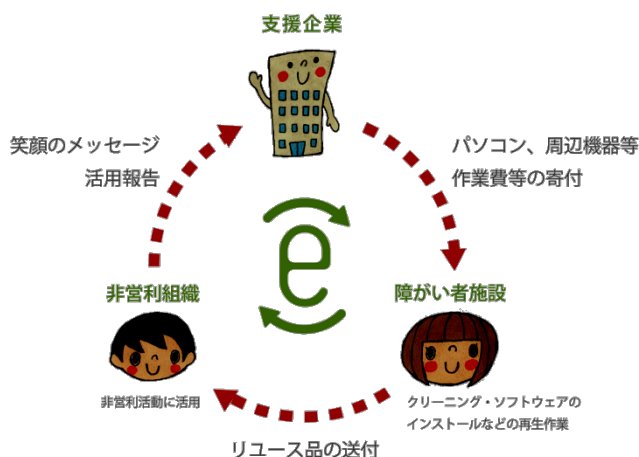 支援企業
笑顔のメッセージ
活用報告
パソコン、周辺機器等
作業費等の寄付
e
非営利組織
障がい者施設
非営利活動に活用
クリーニング・ソフトウェアの
インストールなどの再生作業
リユース品の送付